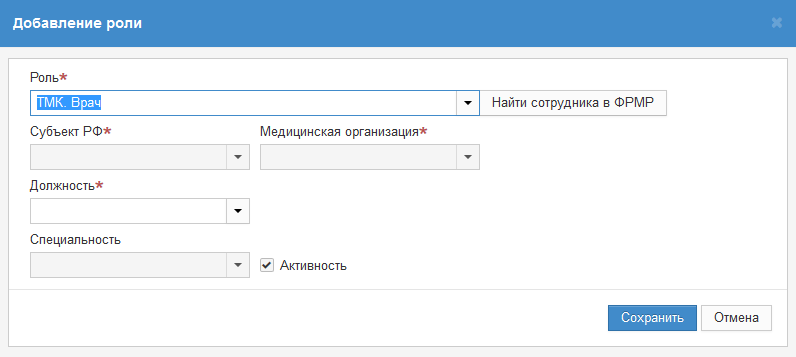 Добавление роли
Роль*
ТМК. Врач
Найти сотрудника в ФРМР
Субъект РФ* Медицинская организация*
Должность*
Специальность
Активность
Сохранить Отмена